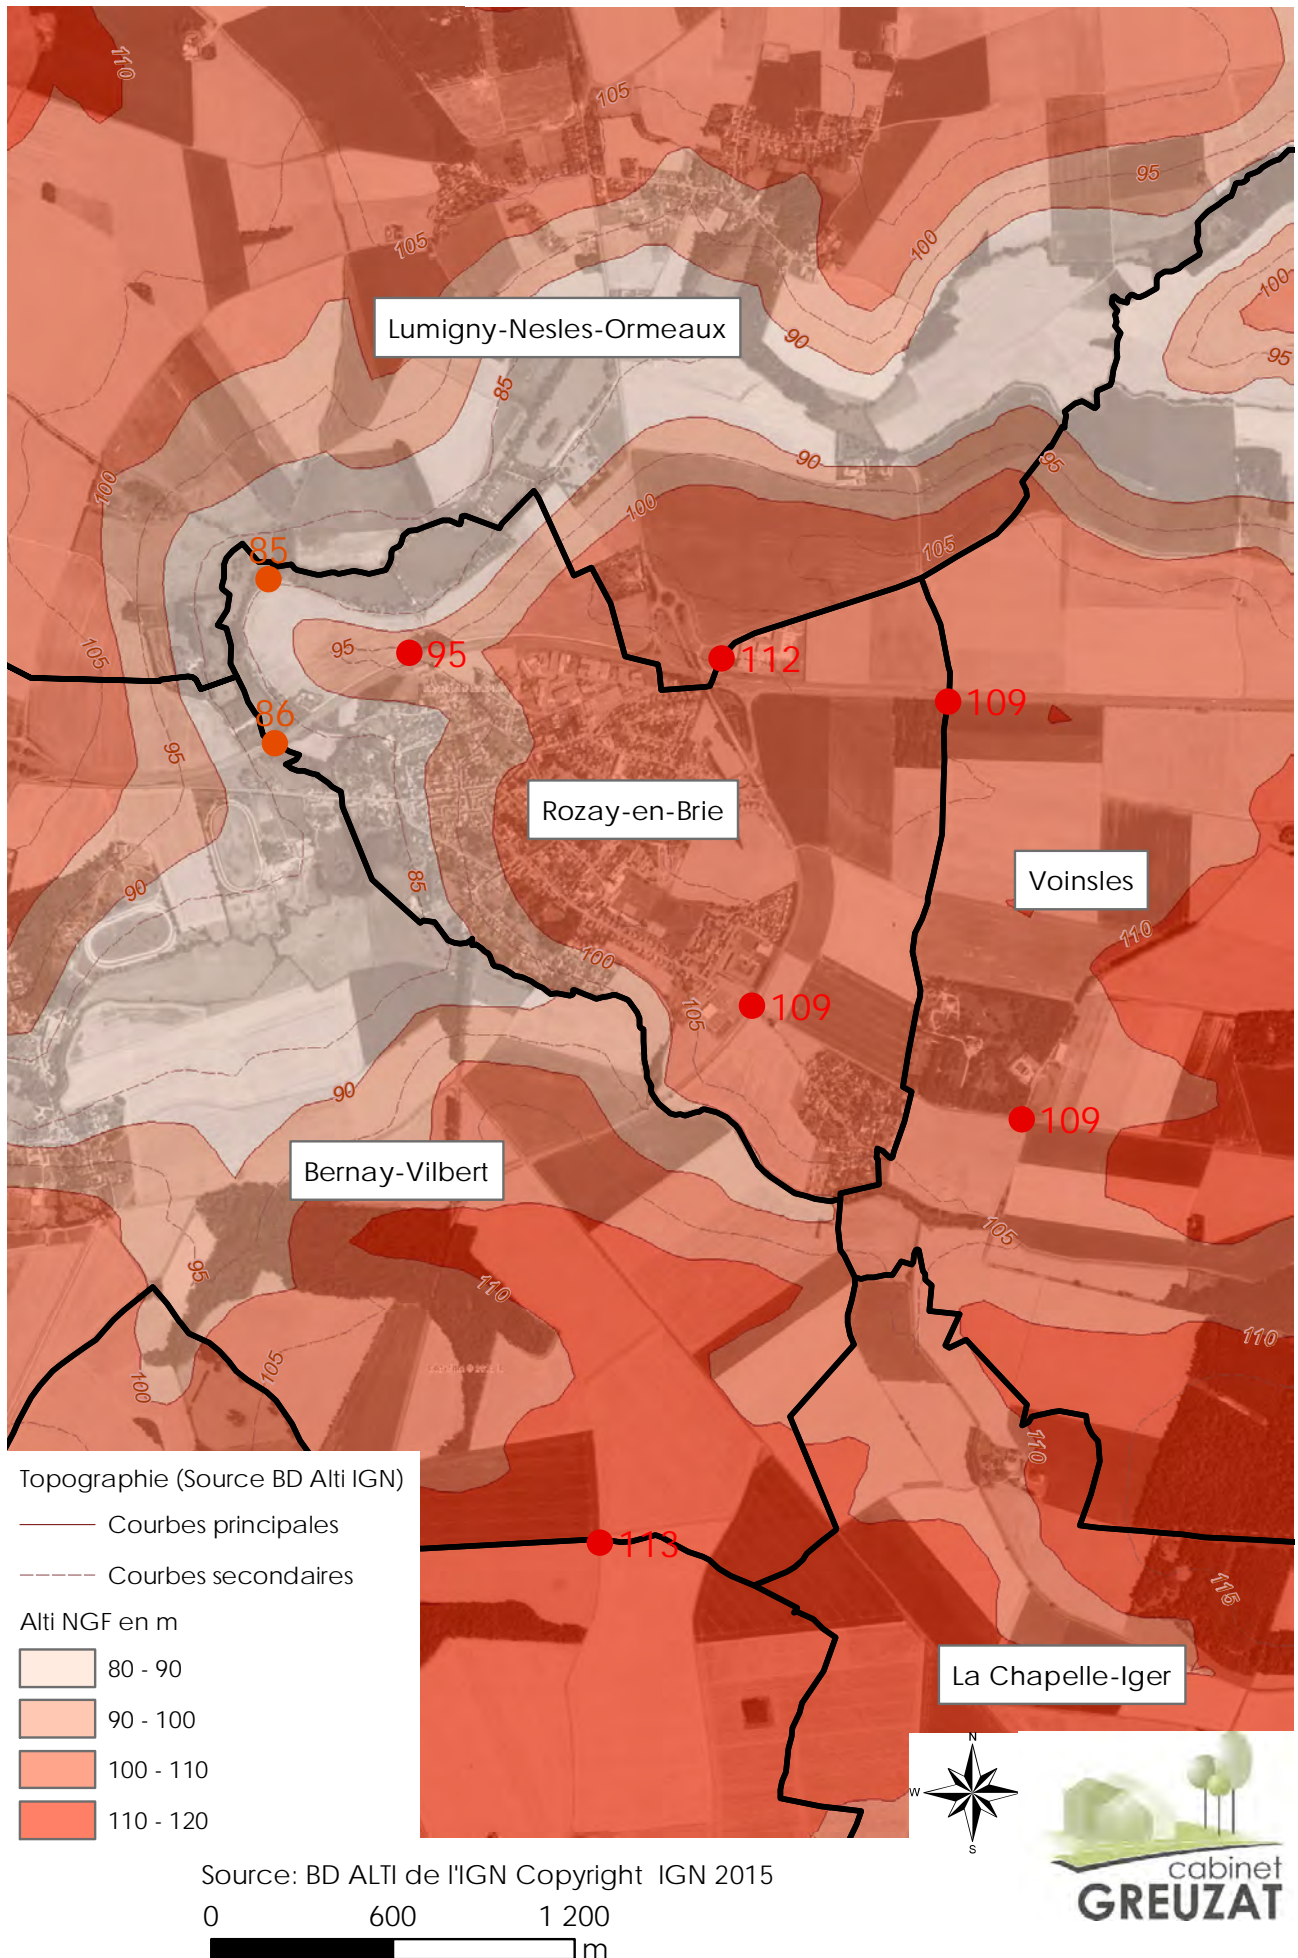 110
105
95
105
100
100
Lumigny-Nesles-Ormeaux
90
95
85
90
95
100
100
105
85
105
95
95
112
109
86
95
Rozay-en-Brie
Voinsles
85
90
110
100
105
109
90
109
Bernay-Vilbert
105
95
110
110
105
100
110
113
115
La Chapelle-Iger
Topographie (Source BD Alti IGN)
Courbes principales
Courbes secondaires
Alti NGF en m
80 - 90
90 - 100
100 - 110
110 - 120
N
W
S
cabinet
GREUZAT
Source: BD ALTI de l'IGN Copyright IGN 2015
0 600 1 200
m